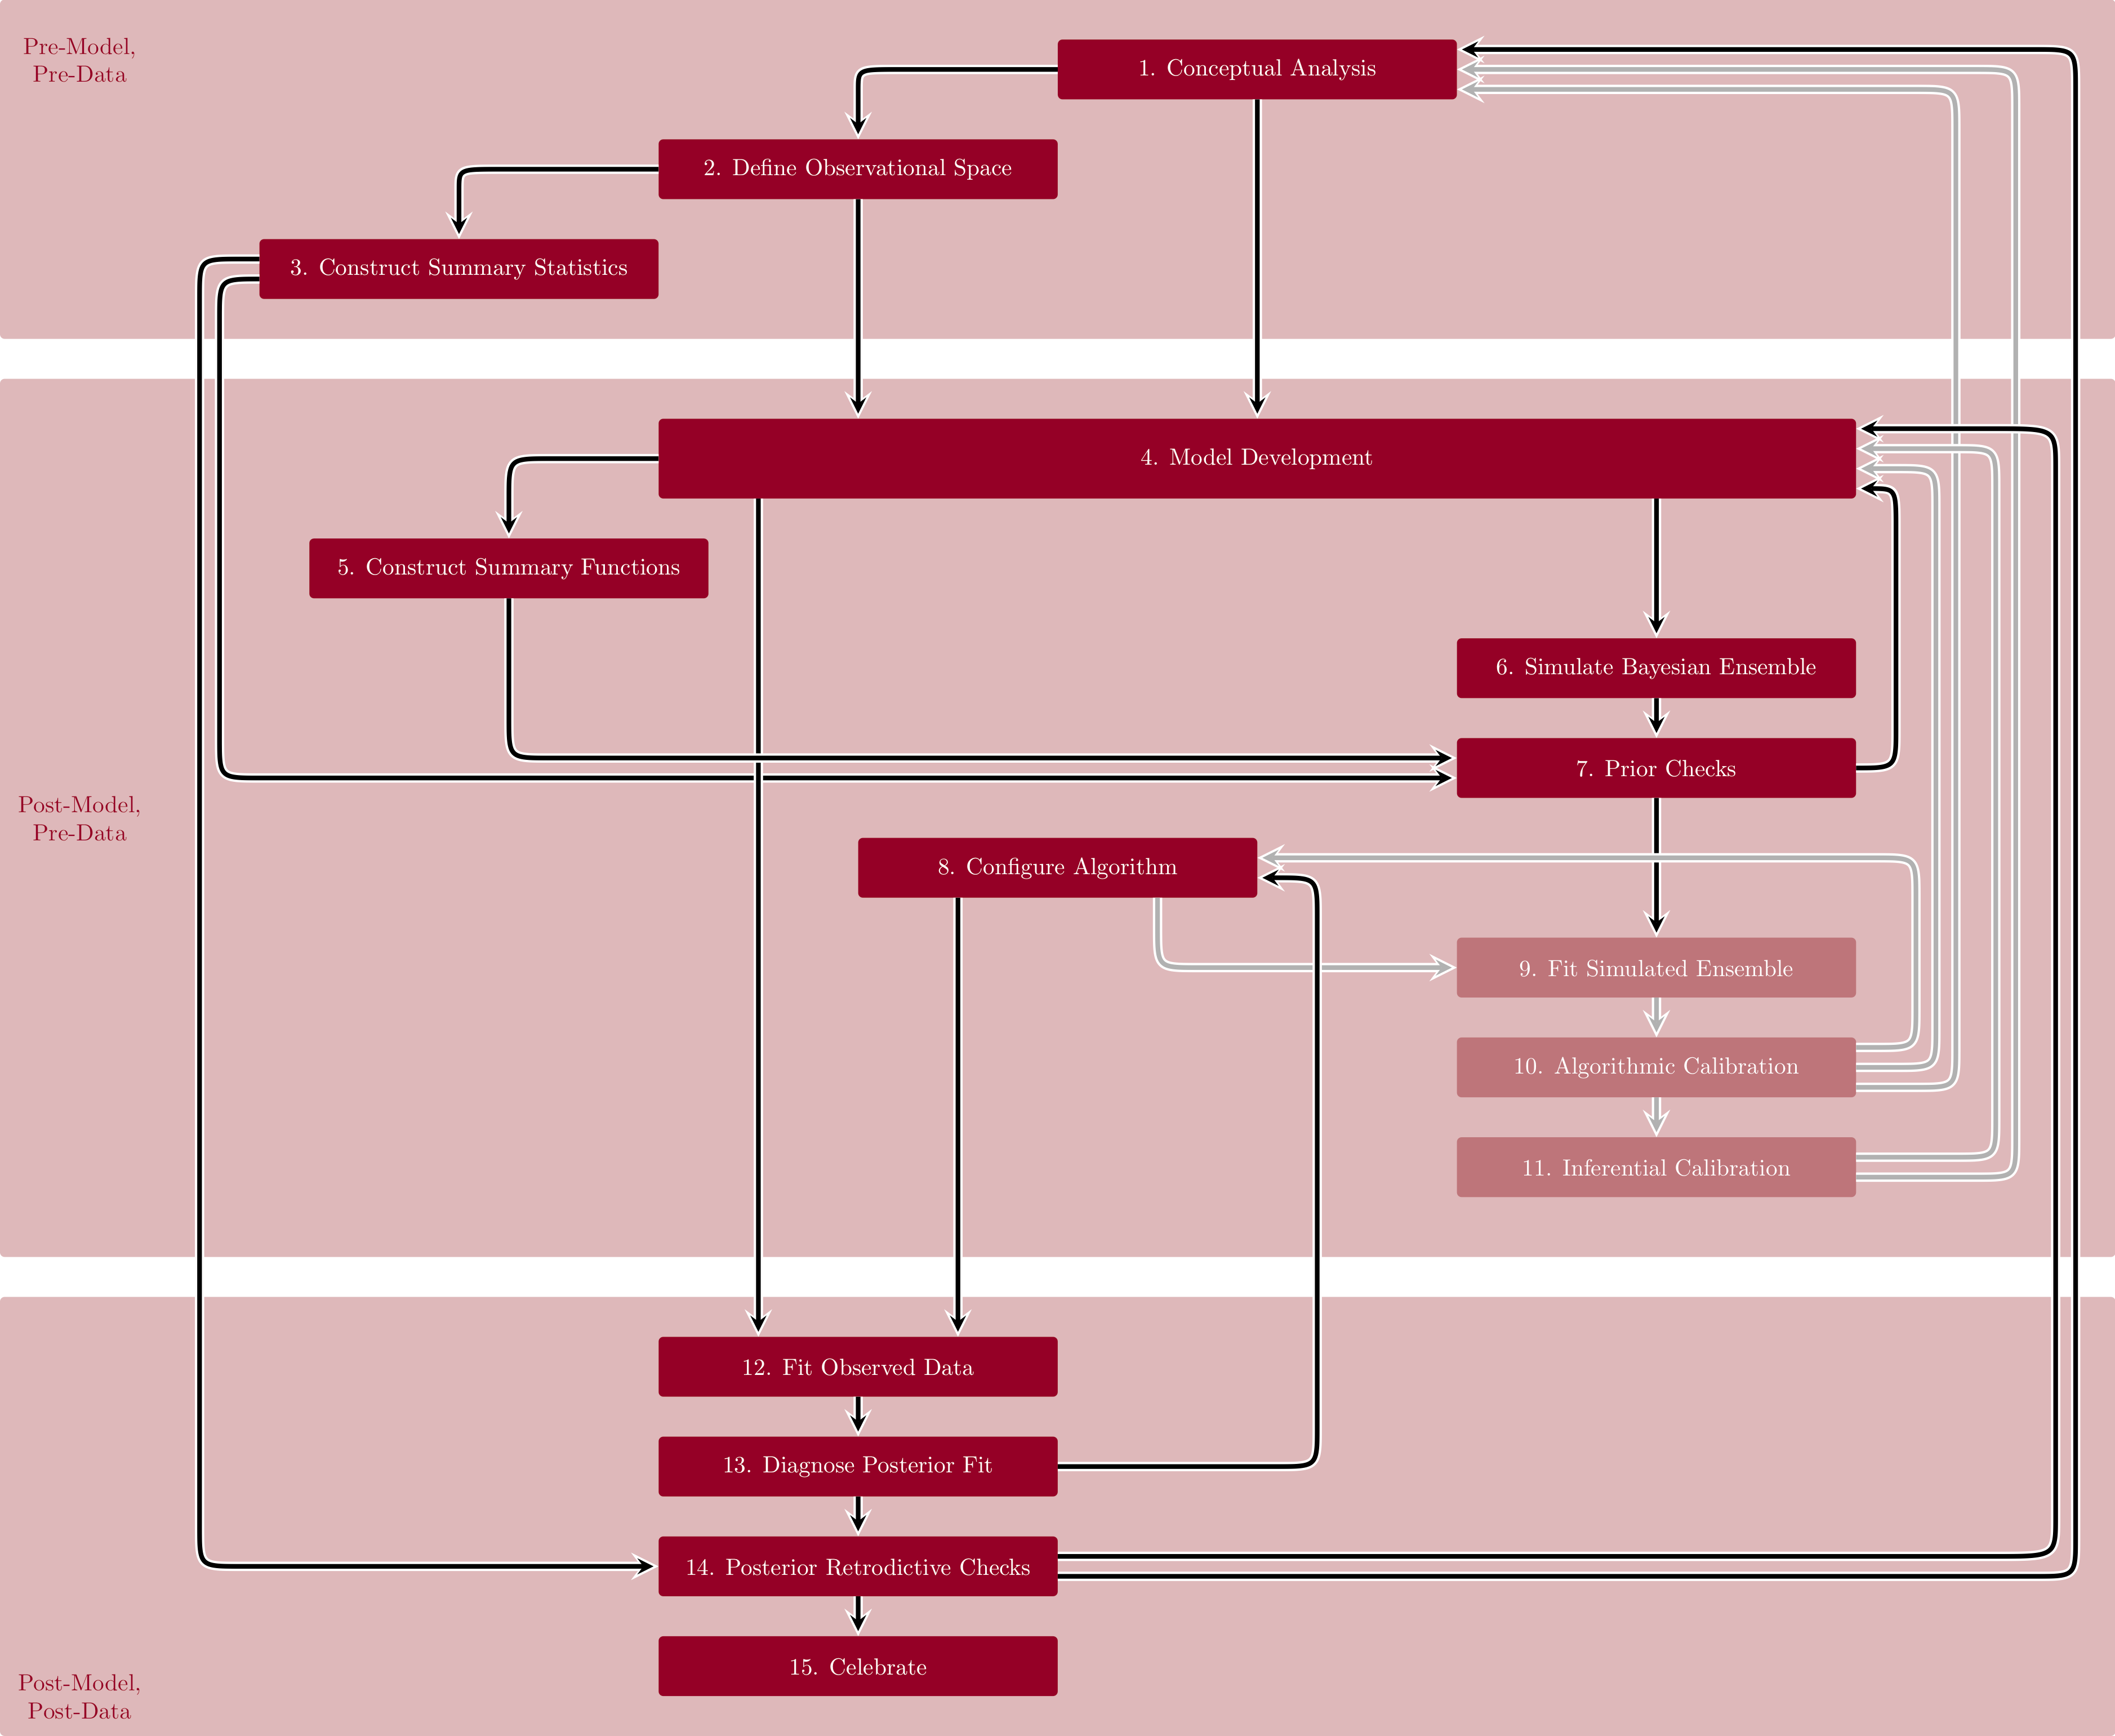 Pre-Model,
Pre-Data
1. Conceptual Analysis
2. Define Observational Space
3. Construct Summary Statistics
4. Model Development
5. Construct Summary Functions
6. Simulate Bayesian Ensemble
7. Prior Checks
Post-Model,
Pre-Data
8. Configure Algorithm
9. Fit Simulated Ensemble
10. Algorithmic Calibration
11. Inferential Calibration
12. Fit Observed Data
13. Diagnose Posterior Fit
14. Posterior Retrodictive Checks
15. Celebrate
Post-Model,
Post-Data